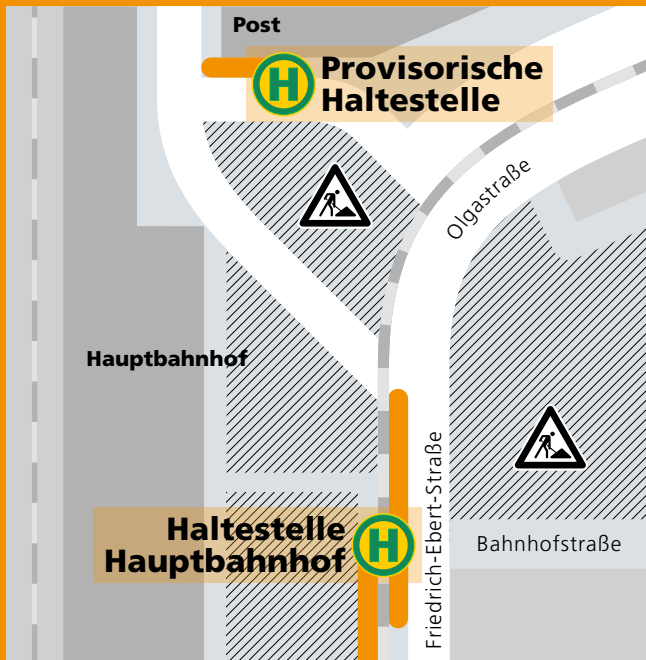 Post
H
Provisorische
Haltestelle
Olgastraße
Hauptbahnhof
Friedrich-Ebert-Straße
Haltestelle
Hauptbahnhof
H
Bahnhofstraße